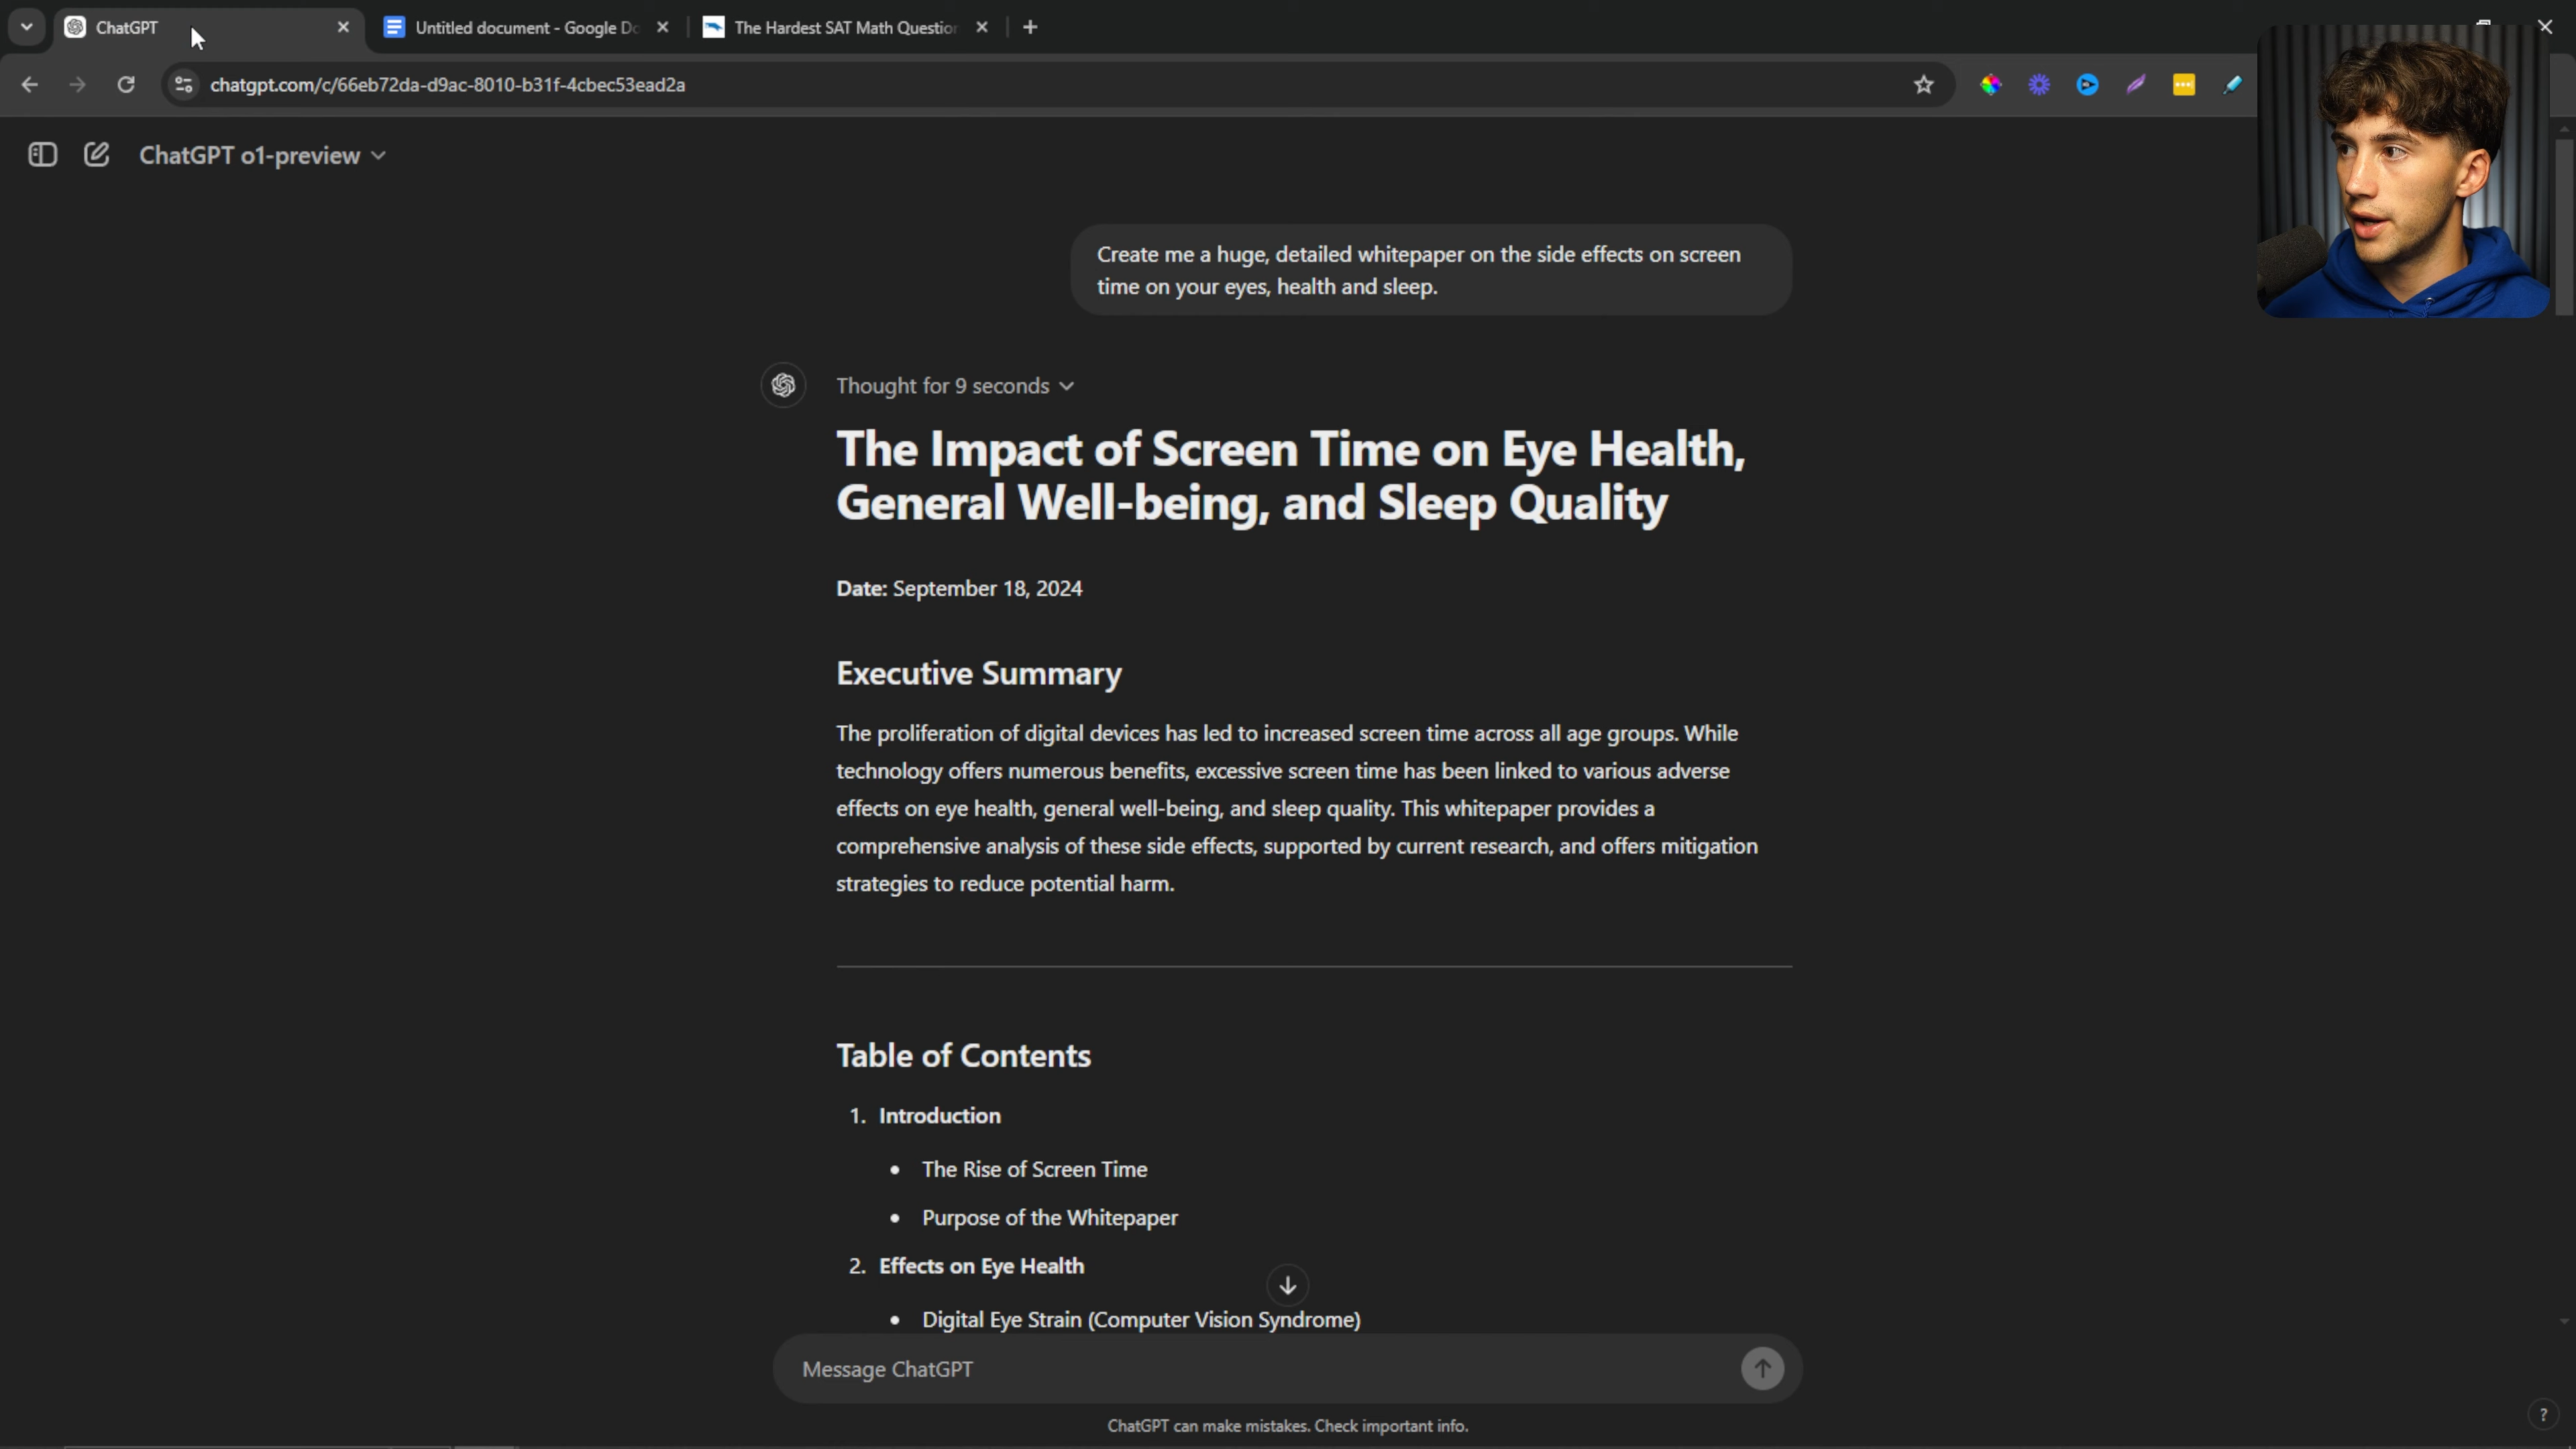 ChatGPT
Untitled document - Google Do
The Hardest SAT Math Question
chatgpt.com/c/66eb72da-d9ac-8010-b31f-4cbec53ead2a
ChatGPT o1-preview
Create me a huge, detailed whitepaper on the side effects on screen
time on your eyes, health and sleep.
Thought for 9 seconds
The Impact of Screen Time on Eye Health,
General Well-being, and Sleep Quality
Date: September 18, 2024
Executive Summary
The proliferation of digital devices has led to increased screen time across all age groups. While
technology offers numerous benefits, excessive screen time has been linked to various adverse
effects on eye health, general well-being, and sleep quality. This whitepaper provides a
comprehensive analysis of these side effects, supported by current research, and offers mitigation
strategies to reduce potential harm.
Table of Contents
1. Introduction
• The Rise of Screen Time
• Purpose of the Whitepaper
2. Effects on Eye Health
• Digital Eye Strain (Computer Vision Syndrome)
Message ChatGPT
ChatGPT can make mistakes. Check important info.
?